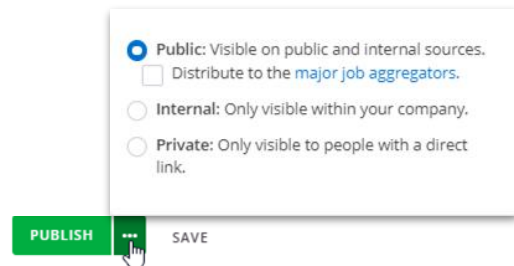 Public: Visible on public and internal sources.
Distribute to the major job aggregators.
Internal: Only visible within your company.
Private: Only visible to people with a direct
link.
PUBLISH ... SAVE